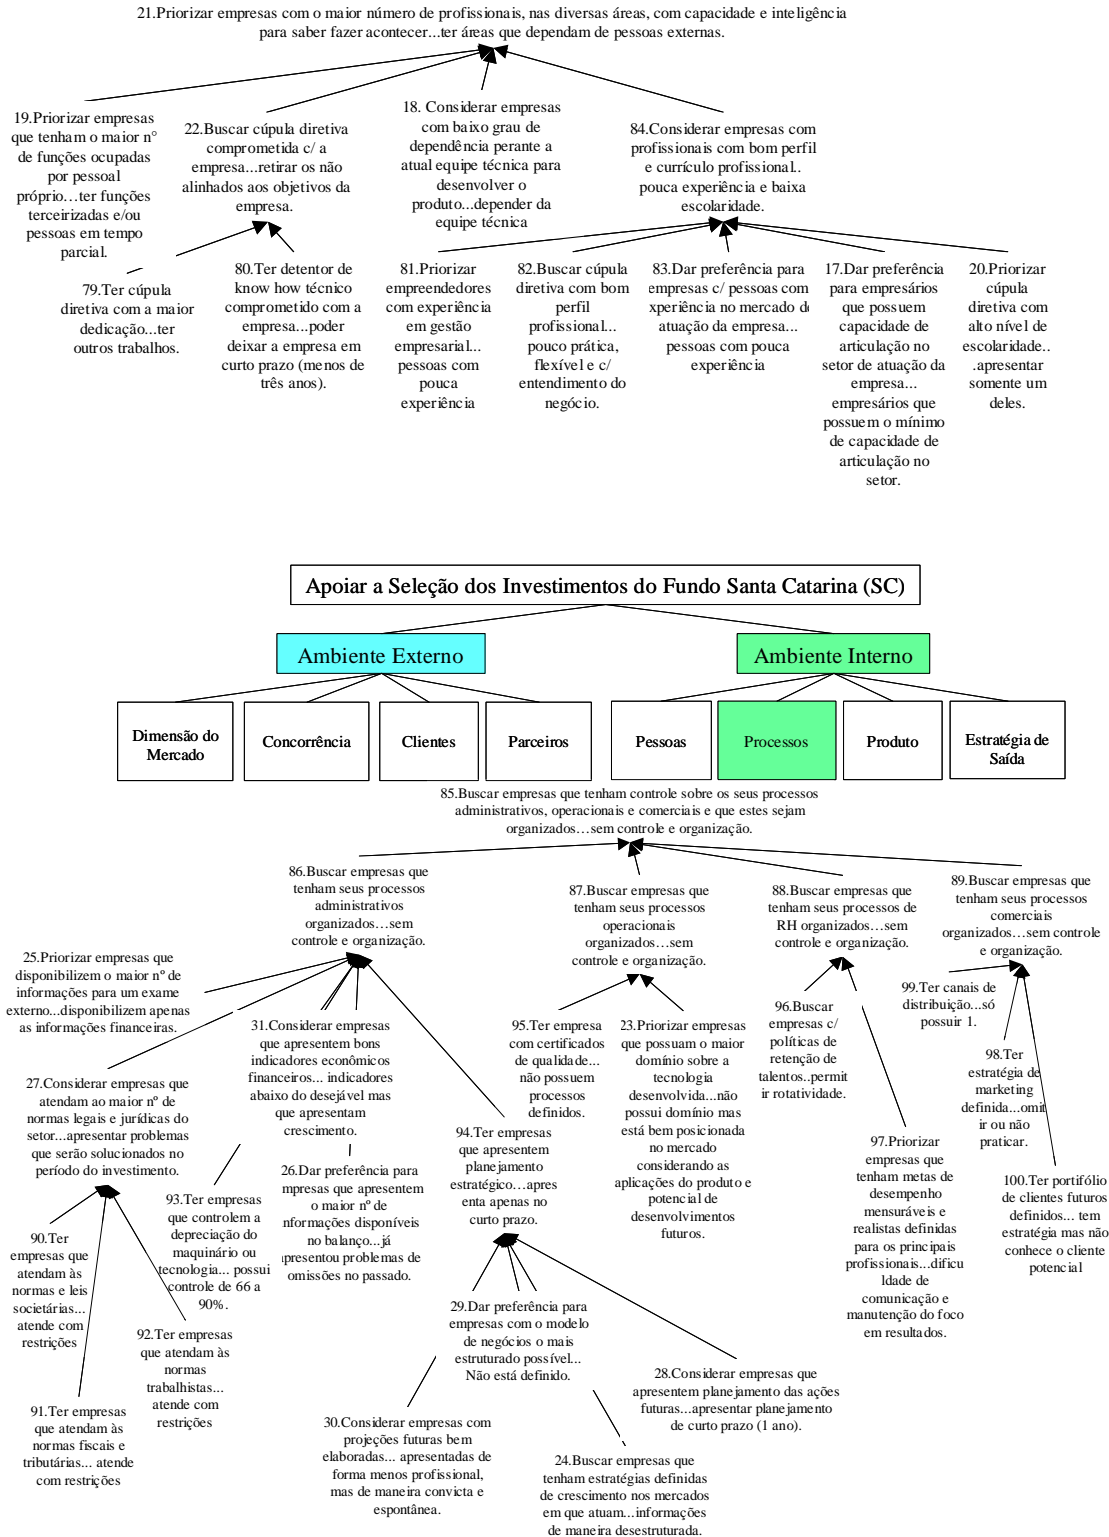 21.Priorizar empresas com o maior número de profissionais, nas diversas áreas, com capacidade e inteligência
para saber fazer acontecer...ter áreas que dependam de pessoas externas.
19.Priorizar empresas
que tenham o maior n°
de funções ocupadas
por pessoal
próprio…ter funções
terceirizadas e/ou
pessoas em tempo
parcial.
22.Buscar cúpula diretiva
comprometida c/ a
empresa...retirar os não
alinhados aos objetivos da
empresa.
18. Considerar empresas
com baixo grau de
dependência perante a
atual equipe técnica para
desenvolver o
produto...depender da
equipe técnica
84.Considerar empresas com
profissionais com bom perfil
e currículo profissional..
pouca experiência e baixa
escolaridade.
79.Ter cúpula
diretiva com a maior
dedicação...ter
outros trabalhos.
80.Ter detentor de
know how técnico
comprometido com a
empresa...poder
deixar a empresa em
curto prazo (menos de
três anos).
81.Priorizar
empreendedores
com experiência
em gestão
empresarial...
pessoas com
pouca
experiência
82.Buscar cúpula
diretiva com bom
perfil
profissional...
pouco prática,
flexível e c/
entendimento do
negócio.
83.Dar preferência para
empresas c/ pessoas com
xperiência no mercado d
atuação da empresa...
pessoas com pouca
experiência
17.Dar preferência
para empresários
que possuem
capacidade de
articulação no
setor de atuação da
empresa...
empresários que
possuem o mínimo
de capacidade de
articulação no
setor.
20.Priorizar
cúpula
diretiva com
alto nível de
escolaridade..
.apresentar
somente um
deles.
Apoiar a Seleção dos Investimentos do Fundo Santa Catarina (SC)
Ambiente Externo
Ambiente Interno
Dimensão do
Mercado
Concorrência
Clientes
Parceiros
Pessoas
Processos
Produto
Estratégia de
Saída
85.Buscar empresas que tenham controle sobre os seus processos
administrativos, operacionais e comerciais e que estes sejam
organizados…sem controle e organização.
86.Buscar empresas que
tenham seus processos
administrativos
organizados…sem
controle e organização.
87.Buscar empresas que
tenham seus processos
operacionais
organizados…sem
controle e organização.
88.Buscar empresas que
tenham seus processos de
RH organizados…sem
controle e organização.
89.Buscar empresas que
tenham seus processos
comerciais
organizados…sem controle
e organização.
25.Priorizar empresas que
disponibilizem o maior nº de
informações para um exame
externo...disponibilizem apenas
as informações financeiras.
31.Considerar empresas
que apresentem bons
indicadores econômicos
financeiros... indicadores
abaixo do desejável mas
que apresentam
crescimento.
95.Ter empresa
com certificados
de qualidade...
não possuem
processos
definidos.
23.Priorizar empresas
que possuam o maior
domínio sobre a
tecnologia
desenvolvida...não
possui domínio mas
está bem posicionada
no mercado
considerando as
aplicações do produto e
potencial de
desenvolvimentos
futuros.
96.Buscar
empresas c/
políticas de
retenção de
talentos..permit
ir rotatividade.
99.Ter canais de
distribuição...só
possuir 1.
98.Ter
estratégia de
marketing
definida...omit
ir ou não
praticar.
27.Considerar empresas que
atendam ao maior nº de
normas legais e jurídicas do
setor...apresentar problemas
que serão solucionados no
período do investimento.
94.Ter empresas
que apresentem
planejamento
estratégico…apres
enta apenas no
curto prazo.
97.Priorizar
empresas que
tenham metas de
desempenho
mensuráveis e
realistas definidas
para os principais
profissionais...dificu
ldade de
comunicação e
manutenção do foco
em resultados.
100.Ter portifólio
de clientes futuros
definidos... tem
estratégia mas não
conhece o cliente
potencial
26.Dar preferência para
mpresas que apresentem
o maior nº de
nformações disponíveis
no balanço...já
presentou problemas de
omissões no passado.
93.Ter empresas
que controlem a
depreciação do
maquinário ou
tecnologia... possui
controle de 66 a
90%.
90.Ter
empresas que
atendam às
normas e leis
societárias...
atende com
restrições
92.Ter empresas
que atendam às
normas
trabalhistas...
atende com
restrições
29.Dar preferência para
empresas com o modelo
de negócios o mais
estruturado possível...
Não está definido.
28.Considerar empresas que
apresentem planejamento das ações
futuras...apresentar planejamento
de curto prazo (1 ano).
91.Ter empresas
que atendam às
normas fiscais e
tributárias... atende
com restrições
30.Considerar empresas com
projeções futuras bem
elaboradas... apresentadas de
forma menos profissional,
mas de maneira convicta e
espontânea.
24.Buscar empresas que
tenham estratégias definidas
de crescimento nos mercados
em que atuam...informações
de maneira desestruturada.